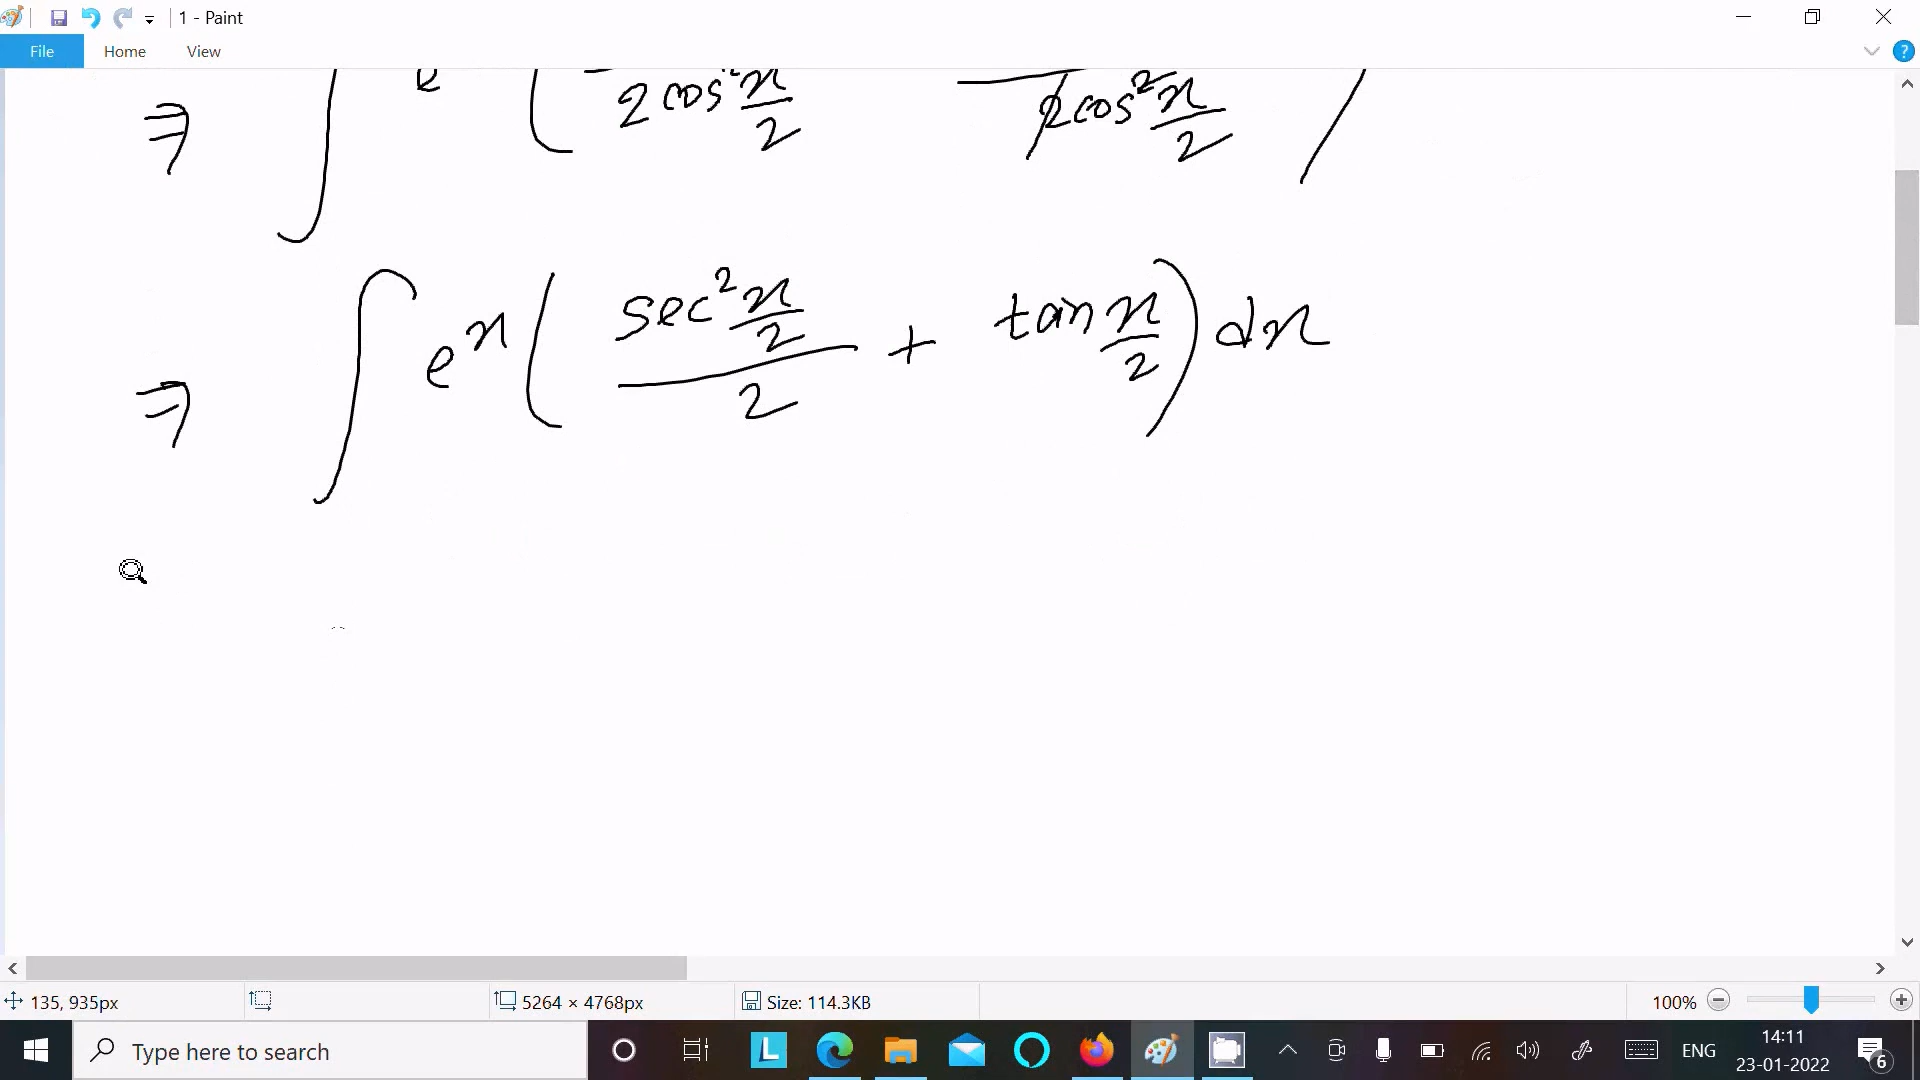 1 - Paint
File Home View
⇒ ∫ e ( 2cos² x/2 2cos² x/2 )
⇒ ∫ e^x ( sec² x/2 / 2 + tan x/2 ) dx
135, 935px 5264 × 4768px Size: 114.3KB 100%
Type here to search ENG 14:11
23-01-2022 6